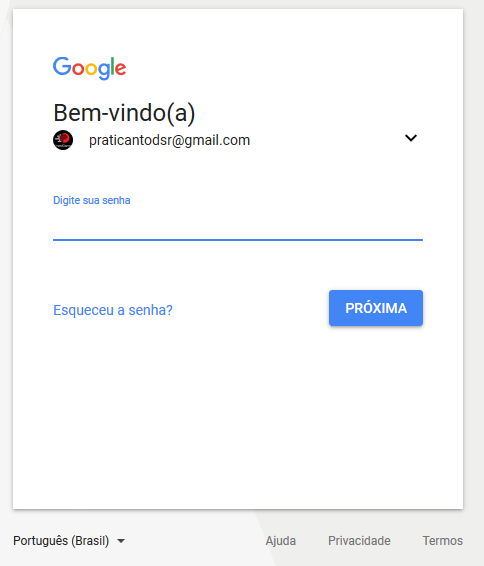 Google
Bem-vindo(a)
praticantodsr@gmail.com
Digite sua senha
Esqueceu a senha?
PRÓXIMA
Português (Brasil)
Ajuda
Privacidade
Termos